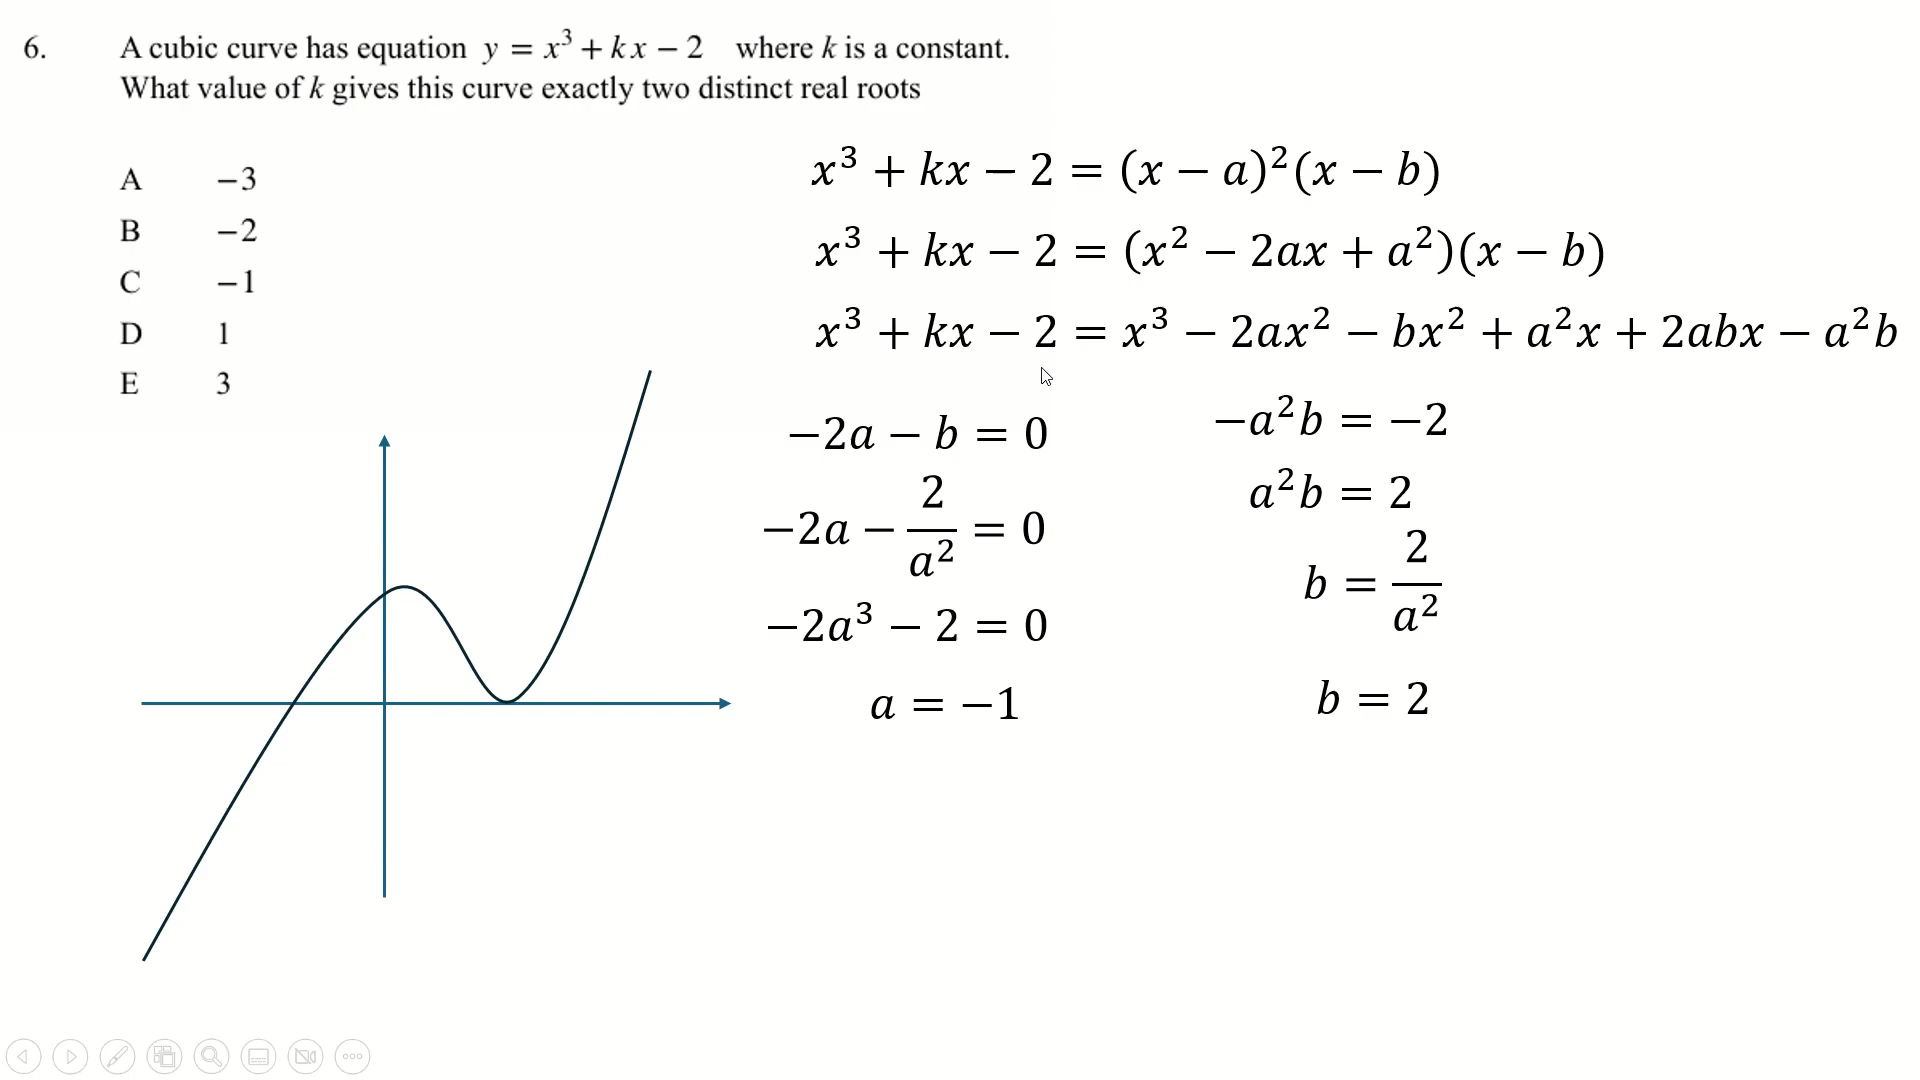 6. A cubic curve has equation y = x³ + kx − 2 where k is a constant.
What value of k gives this curve exactly two distinct real roots
A −3
B −2
C −1
D 1
E 3
x³ + kx − 2 = (x − a)²(x − b)
x³ + kx − 2 = (x² − 2ax + a²)(x − b)
x³ + kx − 2 = x³ − 2ax² − bx² + a²x + 2abx − a²b
−2a − b = 0
−2a − 2/a² = 0
−2a³ − 2 = 0
a = −1
−a²b = −2
a²b = 2
b = 2/a²
b = 2